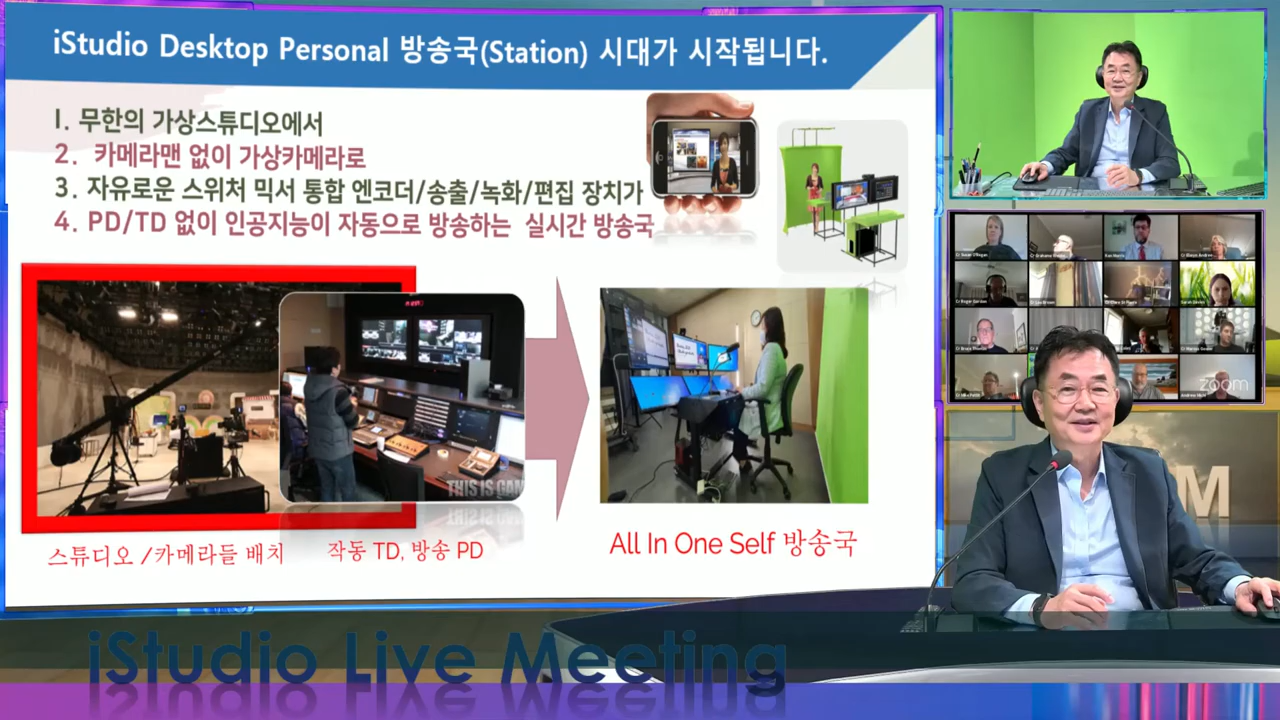 iStudio Desktop Personal 방송국(Station) 시대가 시작됩니다.
1. 무한의 가상스튜디오에서
2. 카메라맨 없이 가상카메라로
3. 자유로운 스위처 믹서 통합 엔코더/송출/녹화/편집 장치가
4. PD/TD 없이 인공지능이 자동으로 방송하는 실시간 방송국
THIS IS GAM
스튜디오 /카메라들 배치
작동 TD, 방송 PD
All In One Self 방송국
zoom
M
iStudio Live Meeting